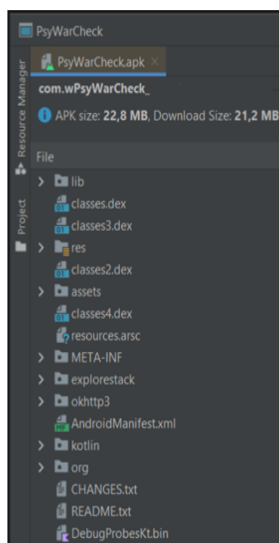 PsyWarCheck
PsyWarCheck.apk
com.wPsyWarCheck_
APK size: 22,8 MB, Download Size: 21,2 MB
Resource Manager
Project
File
lib
classes.dex
classes3.dex
res
classes2.dex
assets
classes4.dex
resources.arsc
META-INF
explorestack
okhttp3
AndroidManifest.xml
kotlin
org
CHANGES.txt
README.txt
DebugProbesKt.bin